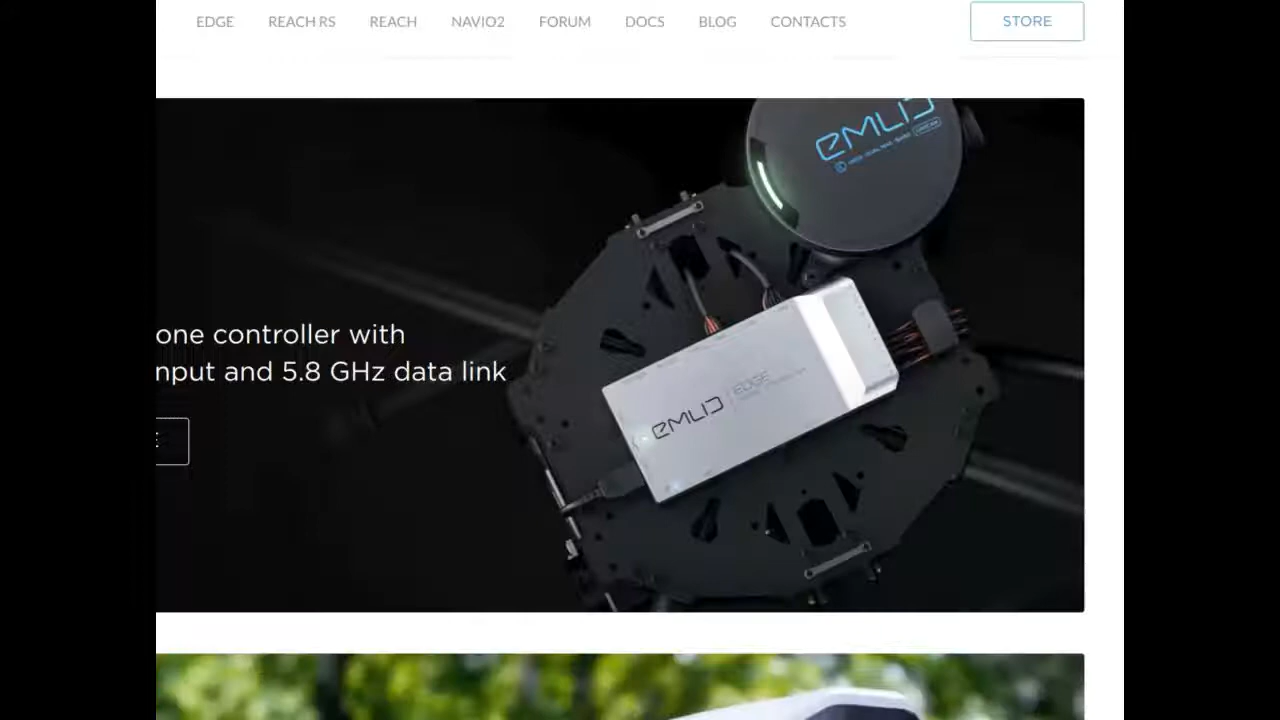 EDGE REACH RS REACH NAVIO2 FORUM DOCS BLOG CONTACTS STORE
emlid
one controller with
nput and 5.8 GHz data link
emlid EDGE